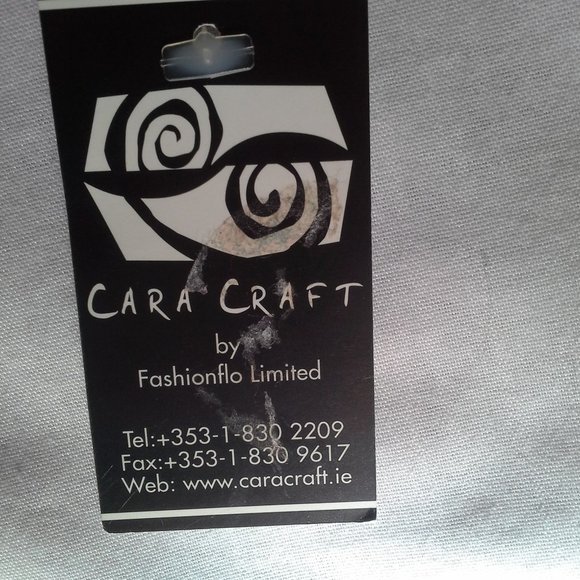 CARA CRAFT
by
Fashionflo Limited
Tel:+353-1-830 2209
Fax:+353-1-830 9617
Web: www.caracraft.ie